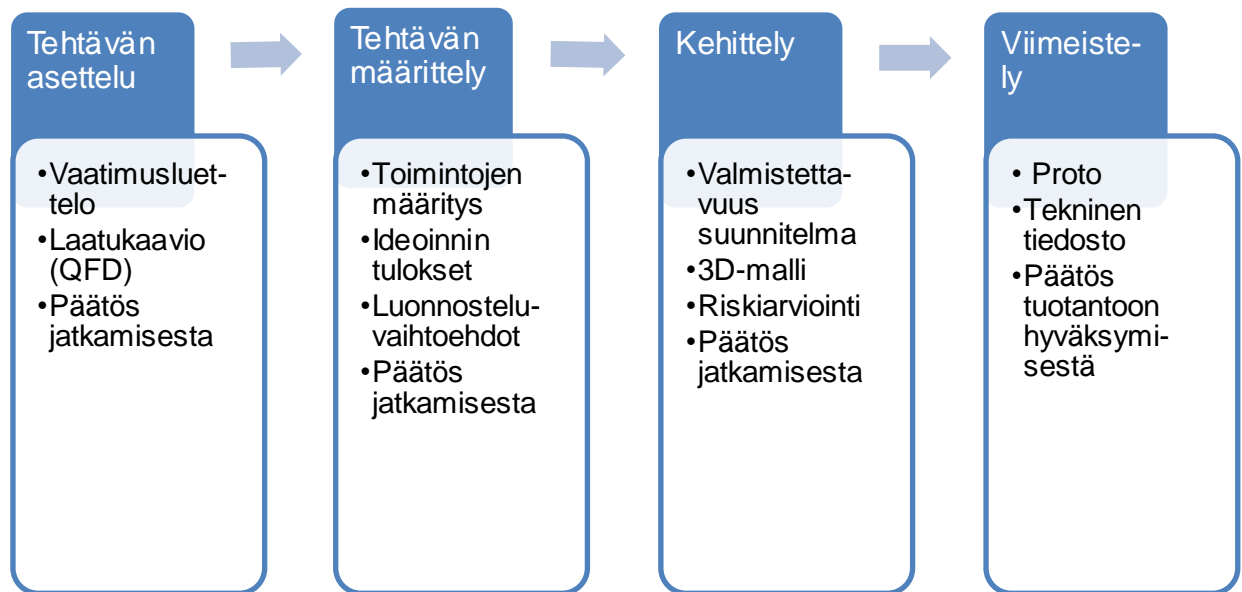 Tehtävän
asettelu
•Vaatimusluet-
telo
•Laatukaavio
(QFD)
•Päätös
jatkamisesta
Tehtävän
määrittely
•Toimintojen
määritys
•Ideoinnin
tulokset
•Luonnostelu-
vaihtoehdot
•Päätös
jatkamisesta
Kehittely
•Valmistetta-
vuus
suunnitelma
•3D-malli
•Riskiarviointi
•Päätös
jatkamisesta
Viimeiste-
ly
• Proto
•Tekninen
tiedosto
•Päätös
tuotantoon
hyväksymi-
sestä